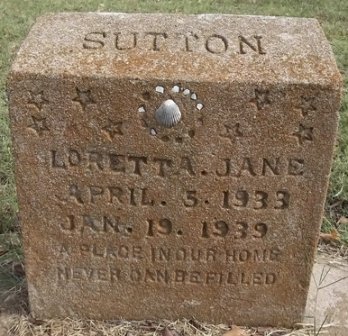 SUTTON
LORETTA. JANE
APRIL. 5. 1933
JAN. 19. 1939
A PLACE IN OUR HOME
NEVER CAN BE FILLED